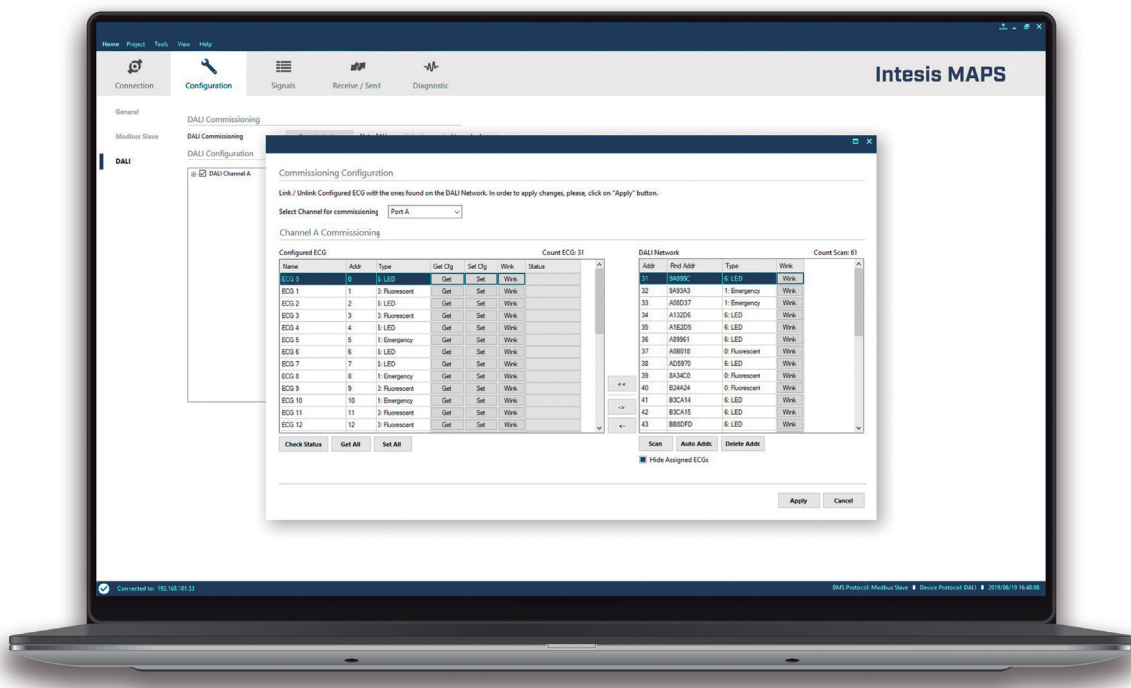 Home Project Tools View Help
Connection Configuration Signals Receive / Send Diagnostic
Intesis MAPS
General
Modbus Slave
DALI
DALI Commissioning
DALI Commissioning
DALI Configuration
DALI Channel A
Commissioning Configuration
Link / Unlink Configured ECG with the ones found on the DALI Network. In order to apply changes, please, click on "Apply" button.
Select Channel for commissioning Port A
Channel A Commissioning
Configured ECG Count ECG: 31
Name Addr Type Get Cfg Set Cfg Wink Status
ECG 0 0 6: LED Get Set Wink
ECG 1 1 0: Fluorescent Get Set Wink
ECG 2 2 6: LED Get Set Wink
ECG 3 3 0: Fluorescent Get Set Wink
ECG 4 4 6: LED Get Set Wink
ECG 5 5 1: Emergency Get Set Wink
ECG 6 6 6: LED Get Set Wink
ECG 7 7 6: LED Get Set Wink
ECG 8 8 1: Emergency Get Set Wink
ECG 9 9 0: Fluorescent Get Set Wink
ECG 10 10 1: Emergency Get Set Wink
ECG 11 11 0: Fluorescent Get Set Wink
ECG 12 12 0: Fluorescent Get Set Wink
Check Status Get All Set All
<<
->
<-
DALI Network Count Scan: 61
Addr Rnd Addr Type Wink
31 9A895C 6: LED Wink
32 9A93A3 1: Emergency Wink
33 A08D37 1: Emergency Wink
34 A132D6 6: LED Wink
35 A1E2D5 6: LED Wink
36 A89961 6: LED Wink
37 A8B018 0: Fluorescent Wink
38 AD5970 6: LED Wink
39 8A34C0 0: Fluorescent Wink
40 B24A24 0: Fluorescent Wink
41 B3CA14 6: LED Wink
42 B3CA15 6: LED Wink
43 BB8DFD 6: LED Wink
Scan Auto Addr. Delete Addr
Hide Assigned ECGs
Apply Cancel
Connected to: 192.168.101.53
BMS Protocol: Modbus Slave Device Protocol: DALI 2019/08/19 16:48:08